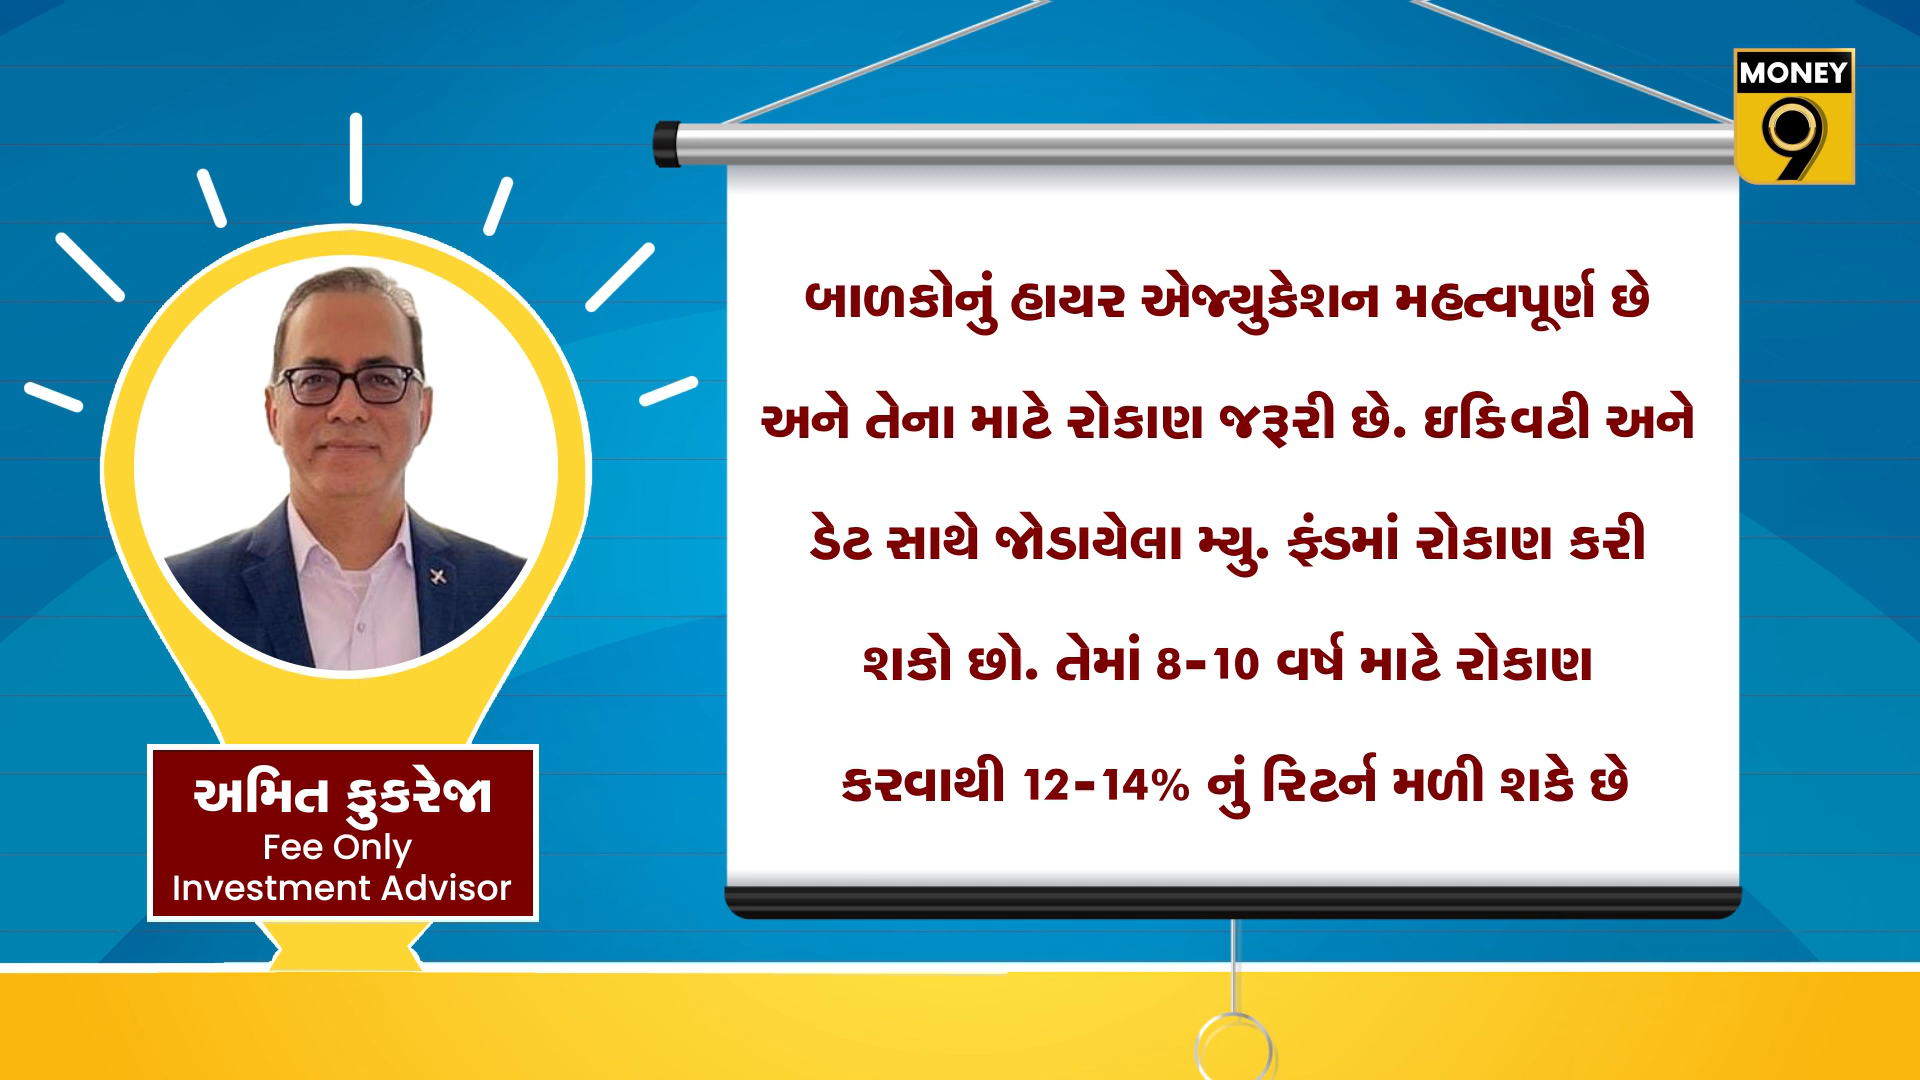 MONEY
9
બાળકોનું હાયર એજ્યુકેશન મહત્વપૂર્ણ છે
અને તેના માટે રોકાણ જરૂરી છે. ઇક્વિટી અને
ડેટ સાથે જોડાયેલા મ્યુ. ફંડમાં રોકાણ કરી
શકો છો. તેમાં 8-10 વર્ષ માટે રોકાણ
કરવાથી 12-14% નું રિટર્ન મળી શકે છે
અમિત કુકરેજા
Fee Only
Investment Advisor